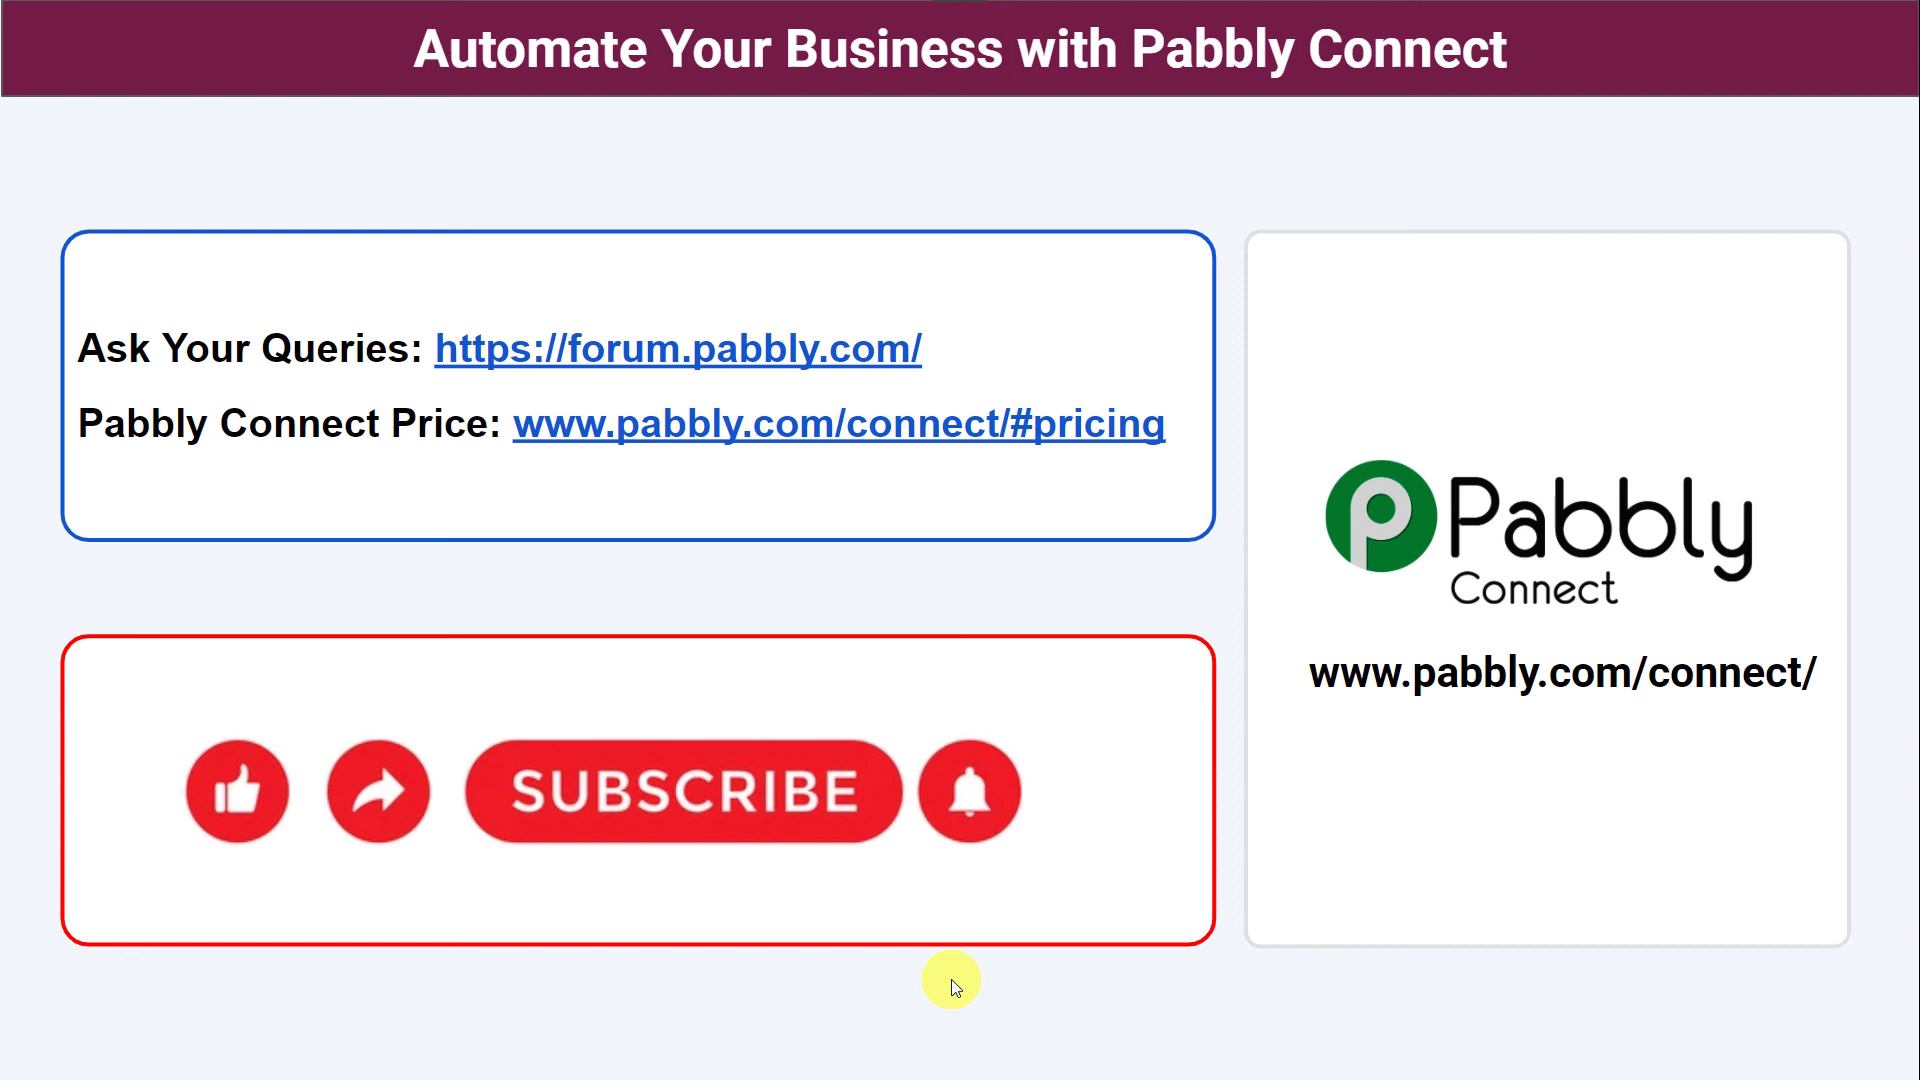 Automate Your Business with Pabbly Connect
Ask Your Queries: https://forum.pabbly.com/
Pabbly Connect Price: www.pabbly.com/connect/#pricing
SUBSCRIBE
Pabbly
Connect
www.pabbly.com/connect/